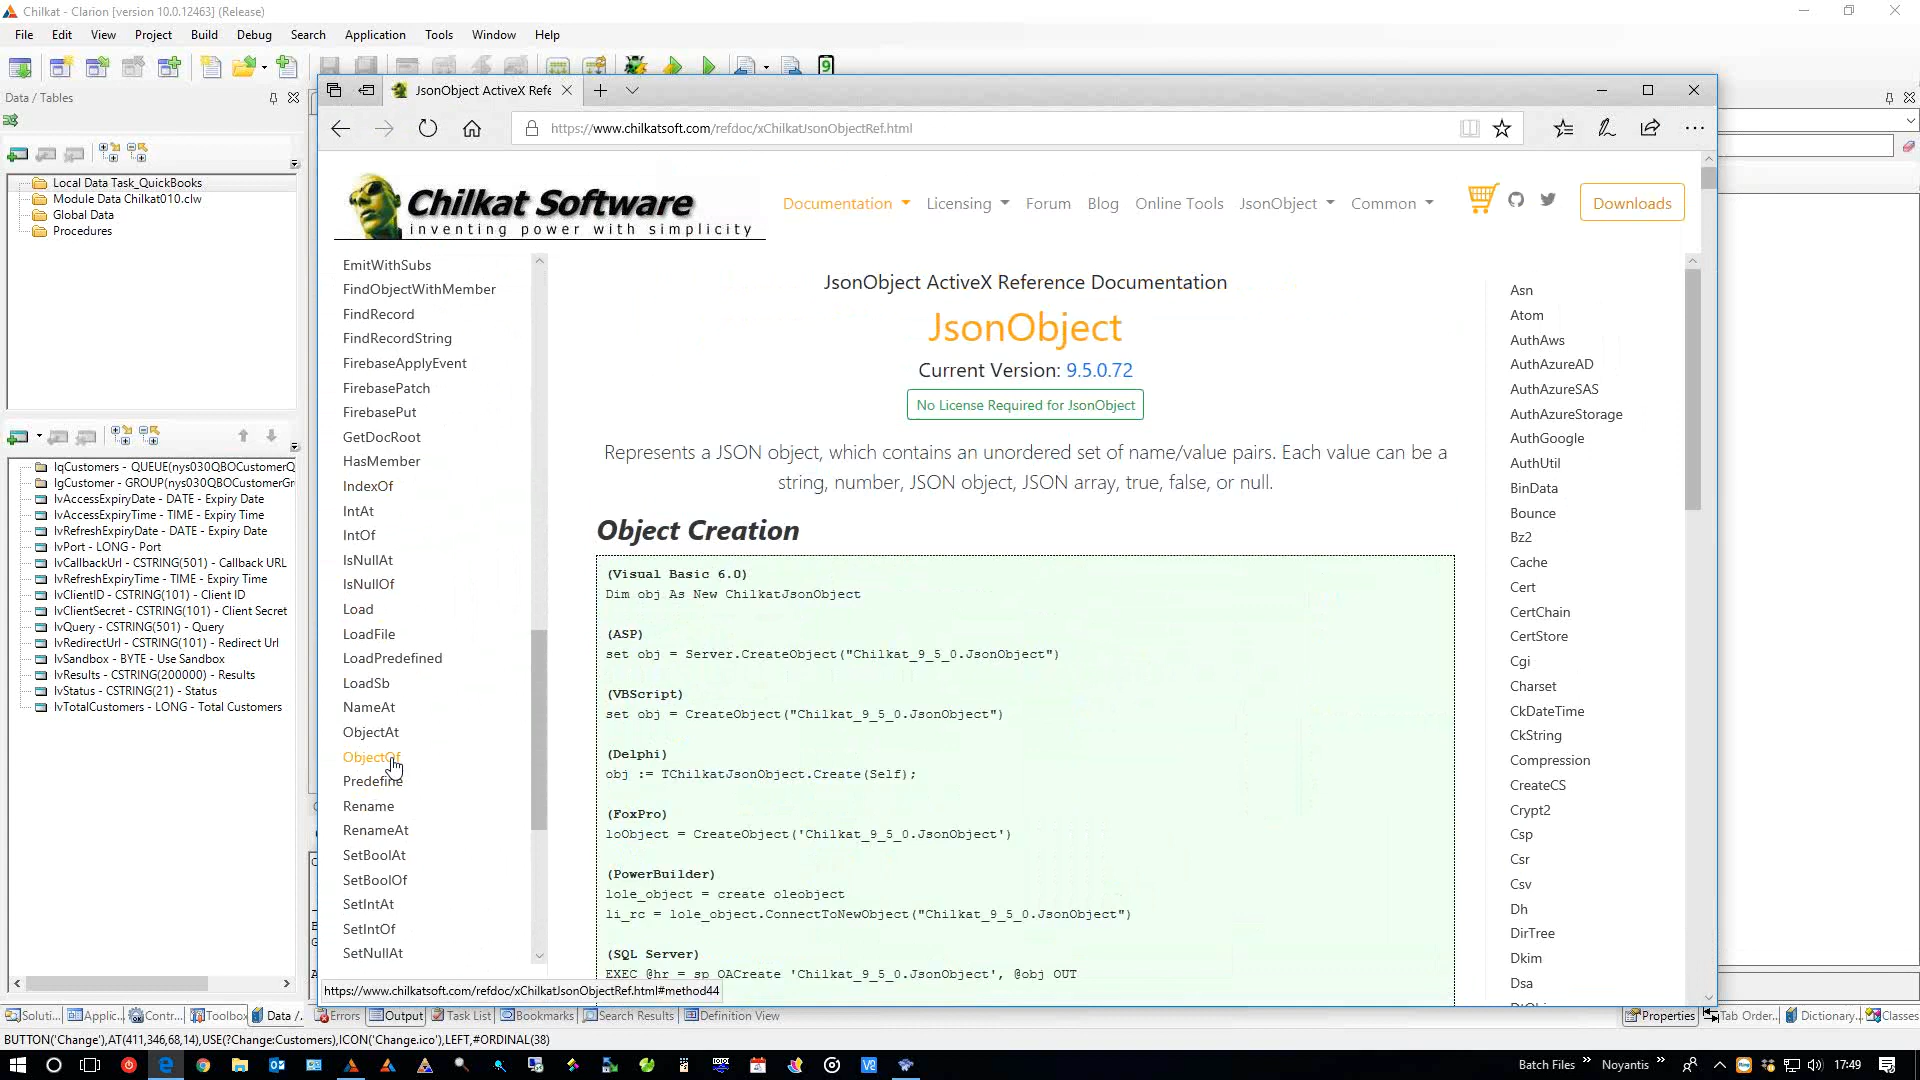 Chilkat - Clarion [version 10.0.12463] (Release)
File Edit View Project Build Debug Search Application Tools Window Help
Data / Tables
Local Data Task_QuickBooks
Module Data Chilkat010.clw
Global Data
Procedures
lqCustomers - QUEUE(nys030QBOCustomerQ
lgCustomer - GROUP(nys030QBOCustomerGr
lvAccessExpiryDate - DATE - Expiry Date
lvAccessExpiryTime - TIME - Expiry Time
lvRefreshExpiryDate - DATE - Expiry Date
lvPort - LONG - Port
lvCallbackUrl - CSTRING(501) - Callback URL
lvRefreshExpiryTime - TIME - Expiry Time
lvClientID - CSTRING(101) - Client ID
lvClientSecret - CSTRING(101) - Client Secret
lvQuery - CSTRING(501) - Query
lvRedirectUrl - CSTRING(101) - Redirect Url
lvSandbox - BYTE - Use Sandbox
lvResults - CSTRING(200000) - Results
lvStatus - CSTRING(21) - Status
lvTotalCustomers - LONG - Total Customers
JsonObject ActiveX Refe
https://www.chilkatsoft.com/refdoc/xChilkatJsonObjectRef.html
Chilkat Software
inventing power with simplicity
Documentation Licensing Forum Blog Online Tools JsonObject Common Downloads
EmitWithSubs
FindObjectWithMember
FindRecord
FindRecordString
FirebaseApplyEvent
FirebasePatch
FirebasePut
GetDocRoot
HasMember
IndexOf
IntAt
IntOf
IsNullAt
IsNullOf
Load
LoadFile
LoadPredefined
LoadSb
NameAt
ObjectAt
ObjectOf
Predefine
Rename
RenameAt
SetBoolAt
SetBoolOf
SetIntAt
SetIntOf
SetNullAt
JsonObject ActiveX Reference Documentation
JsonObject
Current Version: 9.5.0.72
No License Required for JsonObject
Represents a JSON object, which contains an unordered set of name/value pairs. Each value can be a
string, number, JSON object, JSON array, true, false, or null.
Object Creation
(Visual Basic 6.0)
Dim obj As New ChilkatJsonObject
(ASP)
set obj = Server.CreateObject("Chilkat_9_5_0.JsonObject")
(VBScript)
set obj = CreateObject("Chilkat_9_5_0.JsonObject")
(Delphi)
obj := TChilkatJsonObject.Create(Self);
(FoxPro)
loObject = CreateObject('Chilkat_9_5_0.JsonObject')
(PowerBuilder)
lole_object = create oleobject
li_rc = lole_object.ConnectToNewObject("Chilkat_9_5_0.JsonObject")
(SQL Server)
EXEC @hr = sp_OACreate 'Chilkat_9_5_0.JsonObject', @obj OUT
Asn
Atom
AuthAws
AuthAzureAD
AuthAzureSAS
AuthAzureStorage
AuthGoogle
AuthUtil
BinData
Bounce
Bz2
Cache
Cert
CertChain
CertStore
Cgi
Charset
CkDateTime
CkString
Compression
CreateCS
Crypt2
Csp
Csr
Csv
Dh
DirTree
Dkim
Dsa
https://www.chilkatsoft.com/refdoc/xChilkatJsonObjectRef.html#method44
Soluti... Applic... Contr... Toolbox Data /... Errors Output Task List Bookmarks Search Results Definition View Properties Tab Order... Dictionary... Classes
BUTTON('Change'),AT(411,346,68,14),USE(?Change:Customers),ICON('Change.ico'),LEFT,#ORDINAL(38)
Batch Files Noyantis 17:49